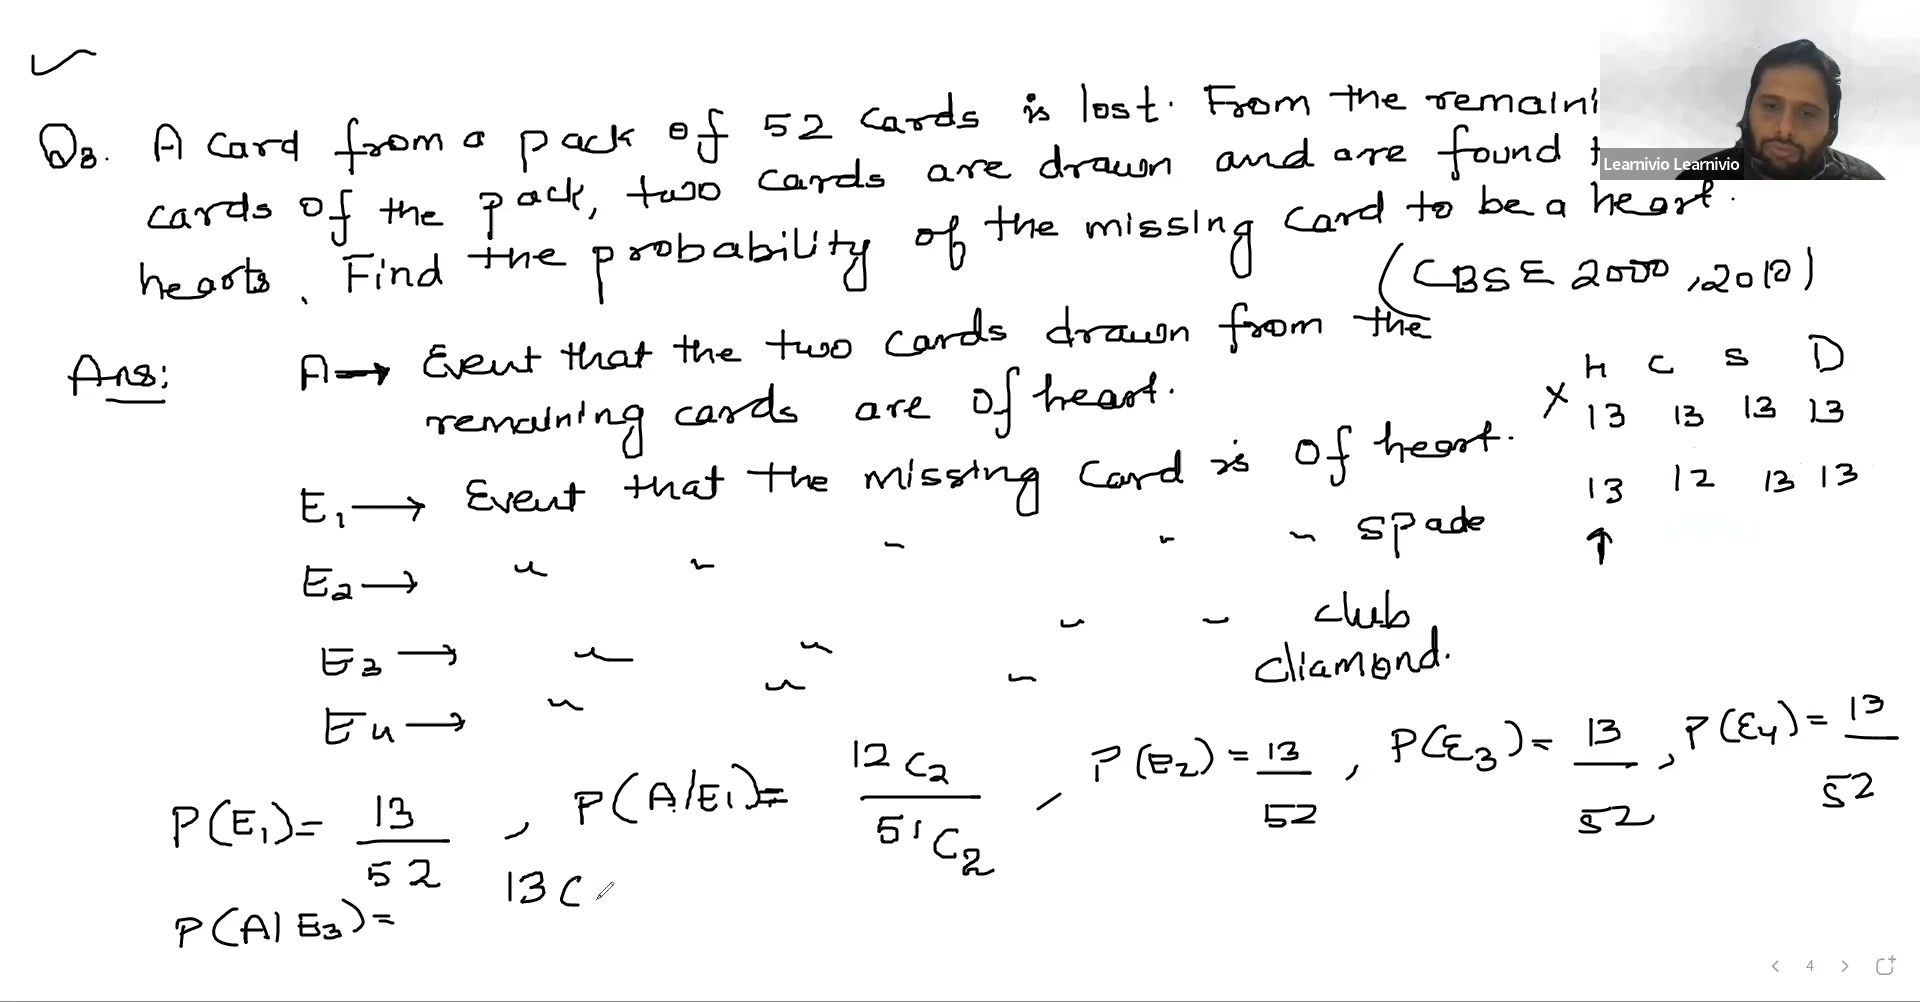 Q3. A card from a pack of 52 cards is lost. From the remaini
cards of the pack, two cards are drawn and are found t
hearts. Find the probability of the missing card to be a heart.
(CBSE 2000, 2010)
Learnivio Learnivio
Ans: A → Event that the two cards drawn from the
remaining cards are of heart.
H C S D
X 13 13 13 13
13 12 13 13
↑
E₁ → Event that the missing card is of heart.
E₂ → " " " " " spade
E₃ → " " " " club
E₄ → " " " diamond.
P(E₁) = 13/52 , P(A/E₁) = 12C₂/51C₂ , P(E₂) = 13/52 , P(E₃) = 13/52 , P(E₄) = 13/52
P(A|E₃) = 13C
< 4 >